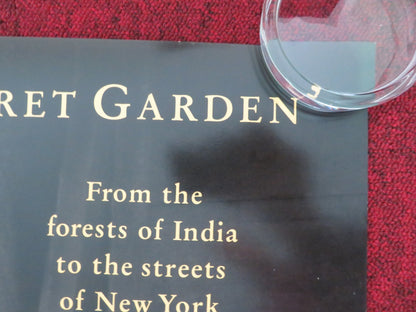 RET GARDEN’
From the
forests of India
to the streets
of New York